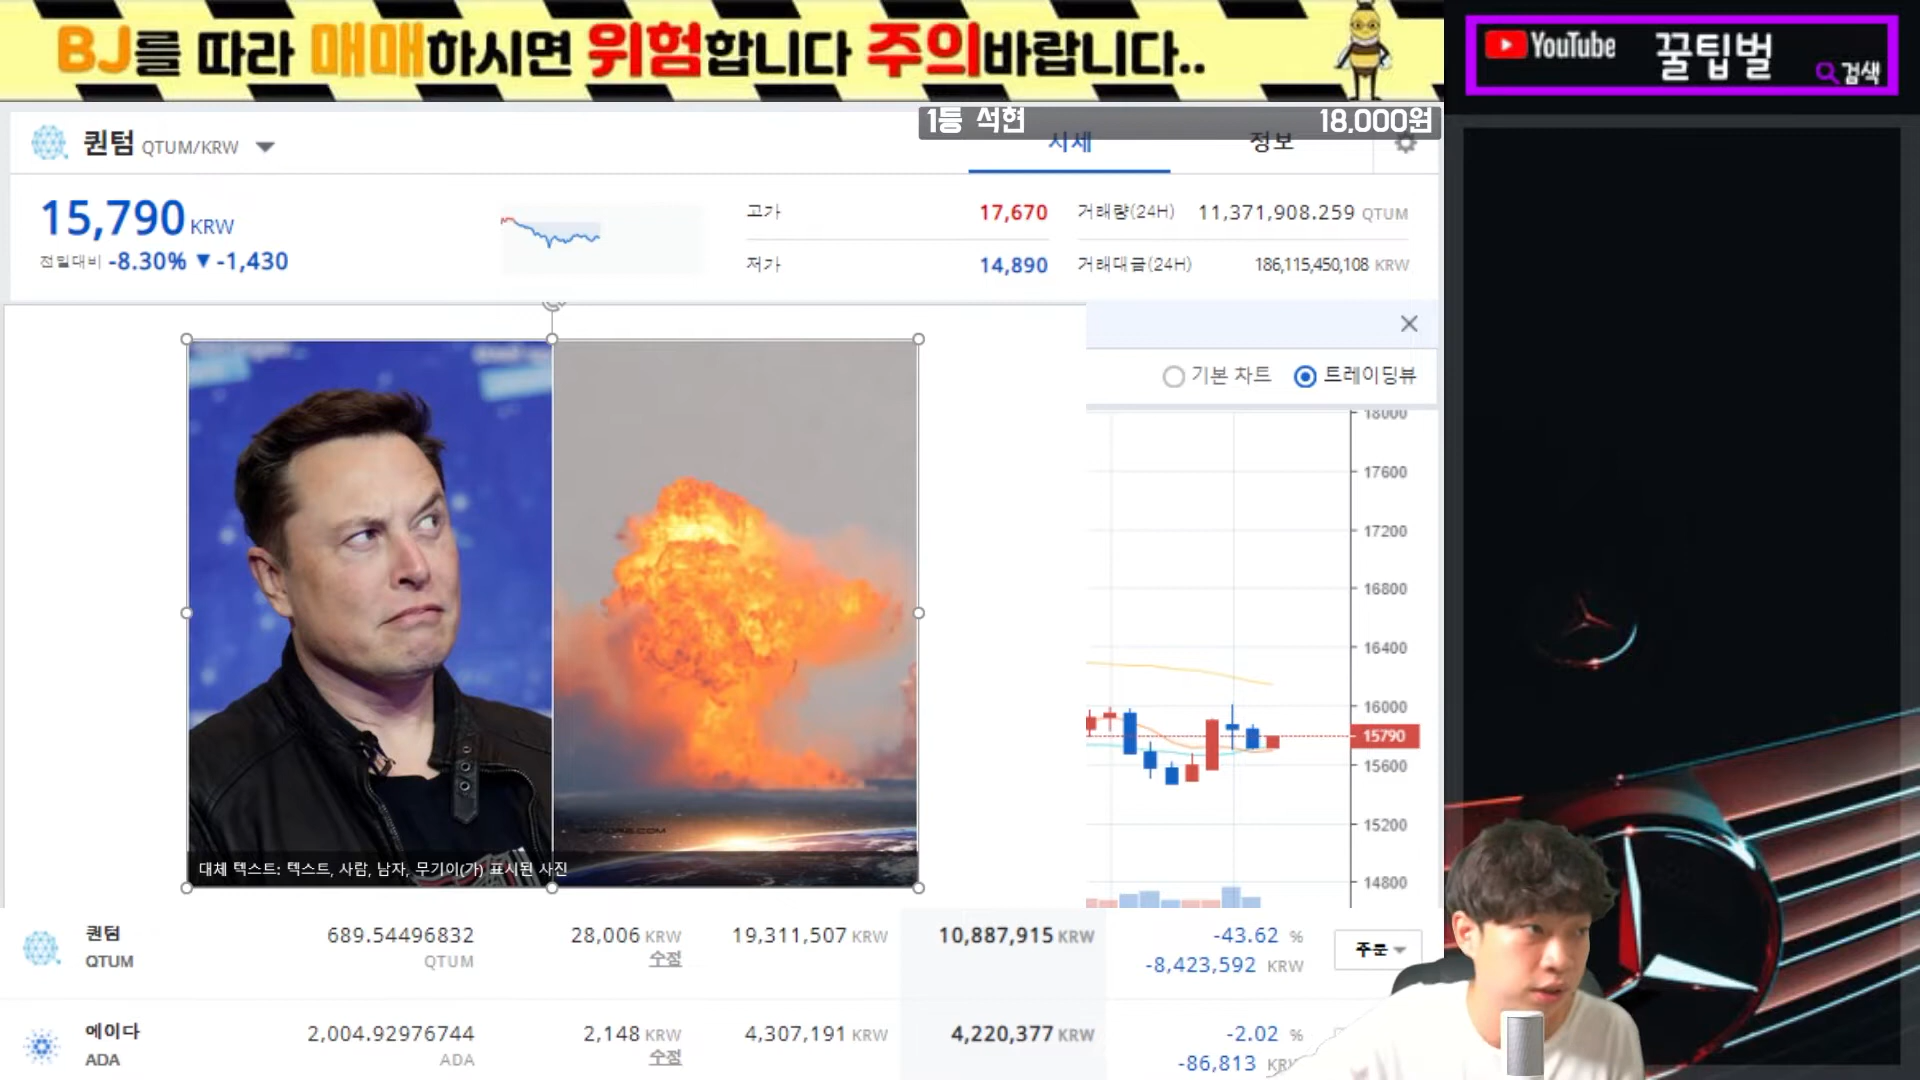 BJ를 따라 매매하시면 위험합니다 주의바랍니다..
YouTube 꿀팁벌 검색
1등 석현 18,000원
퀀텀 QTUM/KRW
시세 정보
15,790 KRW
전일대비 -8.30% ▼ -1,430
고가 17,670
거래량(24H) 11,371,908.259 QTUM
저가 14,890
거래대금(24H) 186,115,450,108 KRW
기본 차트 트레이딩뷰
18000
17600
17200
16800
16400
16000
15790
15600
15200
14800
대체 텍스트: 텍스트, 사람, 남자, 무기이(가) 표시된 사진
퀀텀 689.54496832 28,006 KRW 19,311,507 KRW 10,887,915 KRW -43.62 % 주문
QTUM QTUM 수정 -8,423,592 KRW
에이다 2,004.92976744 2,148 KRW 4,307,191 KRW 4,220,377 KRW -2.02 %
ADA ADA 수정 -86,813 KRW